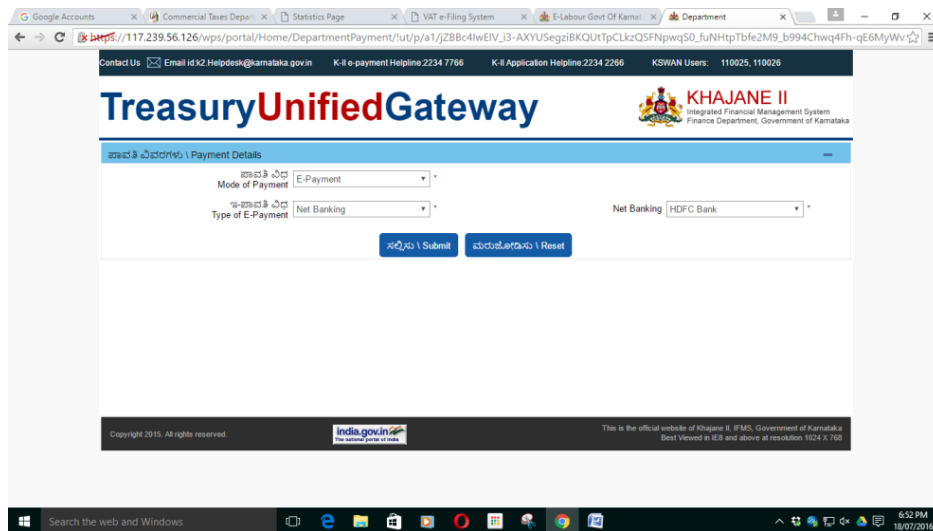 Google Accounts
Commercial Taxes Depart
Statistics Page
VAT e-Filing System
E-Labour Govt Of Karnat
Department
https://117.239.56.126/wps/portal/Home/DepartmentPayment/!ut/p/a1/
Contact Us Email id:k2.Helpdesk@karnataka.gov.in K-II e-payment Helpline:2234 7766 K-II Application Helpline:2234 2266 KSWAN Users: 110025, 110026
TreasuryUnifiedGateway
KHAJANE II
Integrated Financial Management System
Finance Department, Government of Karnataka
ಪಾವತಿ ವಿವರಗಳು \ Payment Details
ಪಾವತಿ ವಿಧ
Mode of Payment E-Payment *
ಇ-ಪಾವತಿ ವಿಧ
Type of E-Payment Net Banking * Net Banking HDFC Bank *
ಸಲ್ಲಿಸು \ Submit ಮರುಜೋಡಿಸು \ Reset
Copyright 2015. All rights reserved.
india.gov.in
The national portal of India
This is the official website of Khajane II, IFMS, Government of Karnataka
Best Viewed in IE8 and above at resolution 1024 X 768
Search the web and Windows
6:52 PM
18/07/2016